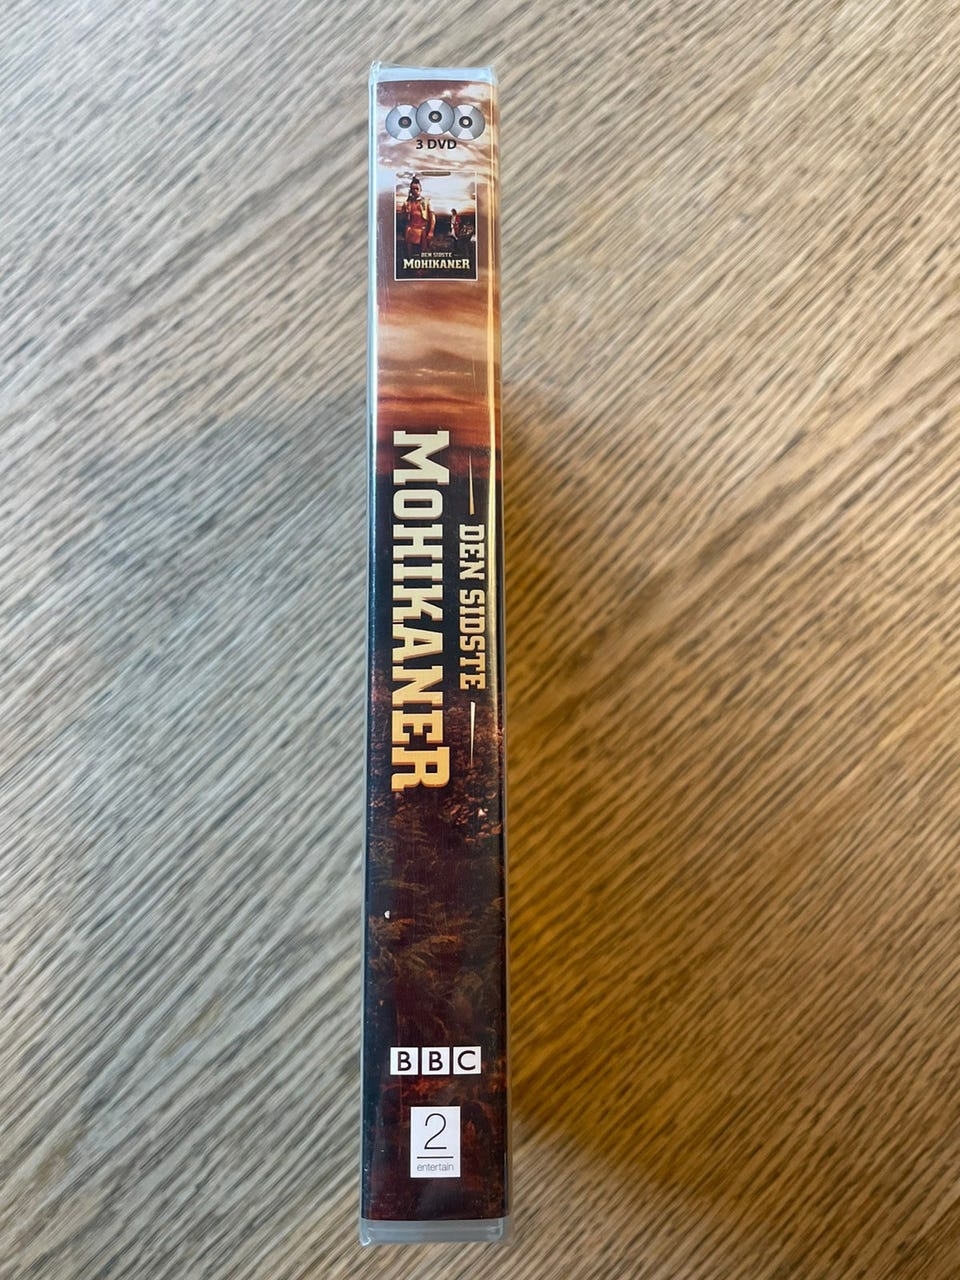 3 DVD
DEN SIDSTE
MOHIKANER
DEN SIDSTE
MOHIKANER
BBC
2
entertain